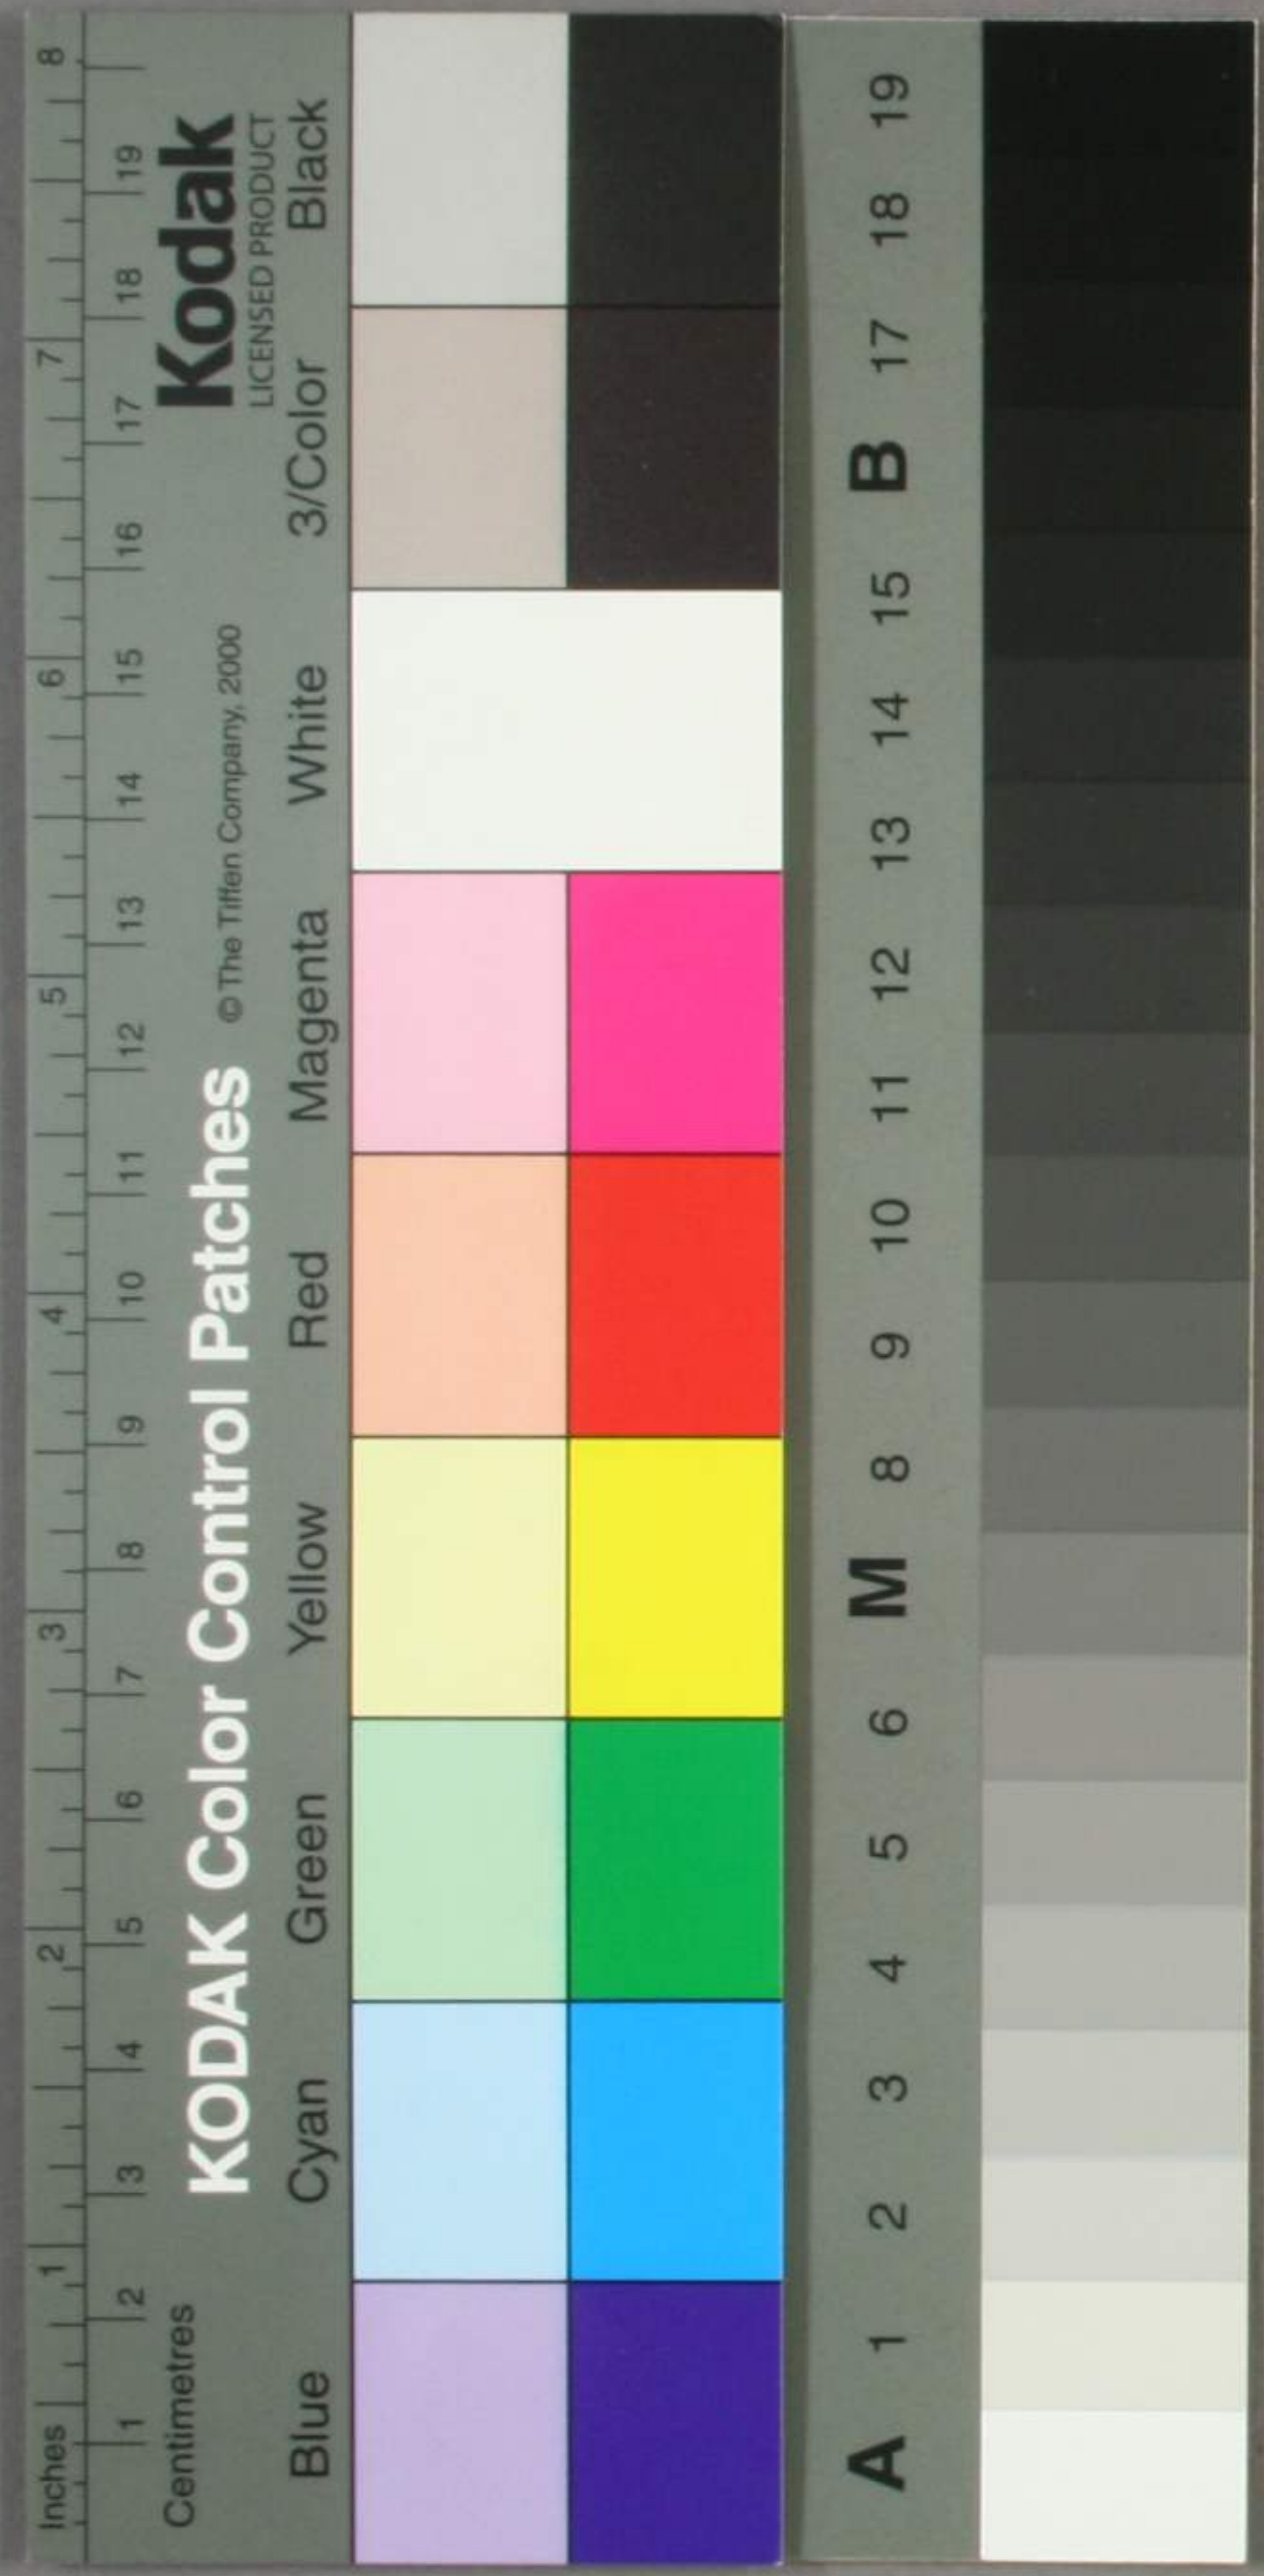 Inches 1 2 3 4 5 6 7 8
1 2 3 4 5 6 7 8 9 10 11 12 13 14 15 16 17 18 19
Centimetres
KODAK Color Control Patches © The Tiffen Company, 2000
Kodak
LICENSED PRODUCT
Blue Cyan Green Yellow Red Magenta White 3/Color Black
A 1 2 3 4 5 6 M 8 9 10 11 12 13 14 15 B 17 18 19